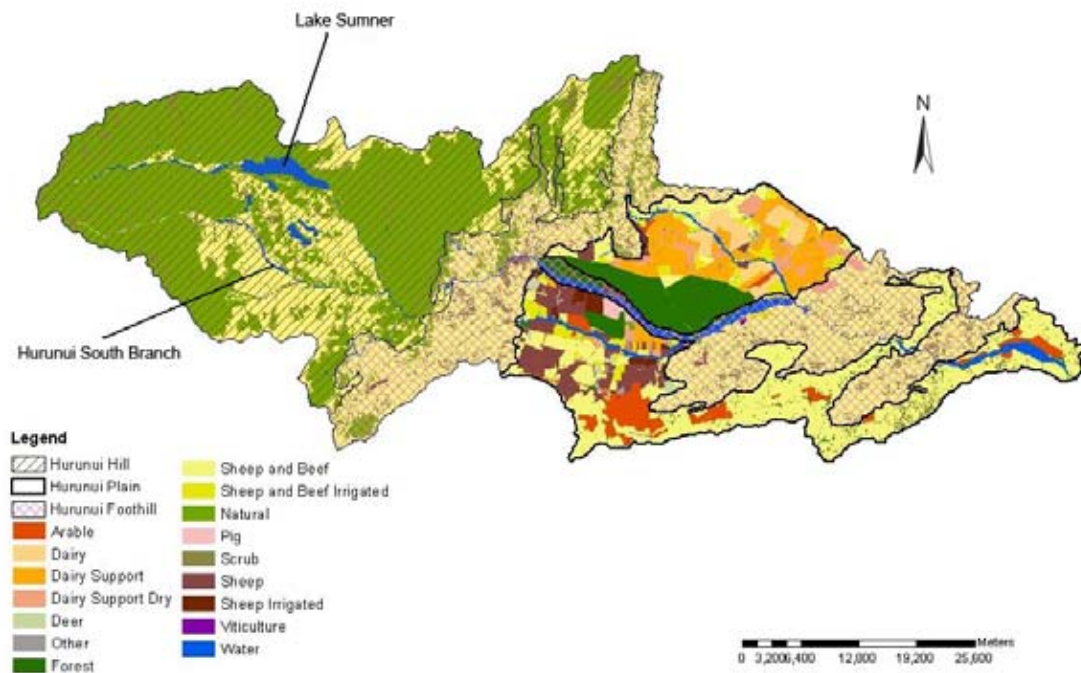 Lake Sumner
N
Hurunui South Branch
Legend
Hurunui Hill
Hurunui Plain
Hurunui Foothill
Arable
Dairy
Dairy Support
Dairy Support Dry
Deer
Other
Forest
Sheep and Beef
Sheep and Beef Irrigated
Natural
Pig
Scrub
Sheep
Sheep Irrigated
Viticulture
Water
Meters
0 3,2006,400 12,800 19,200 25,600